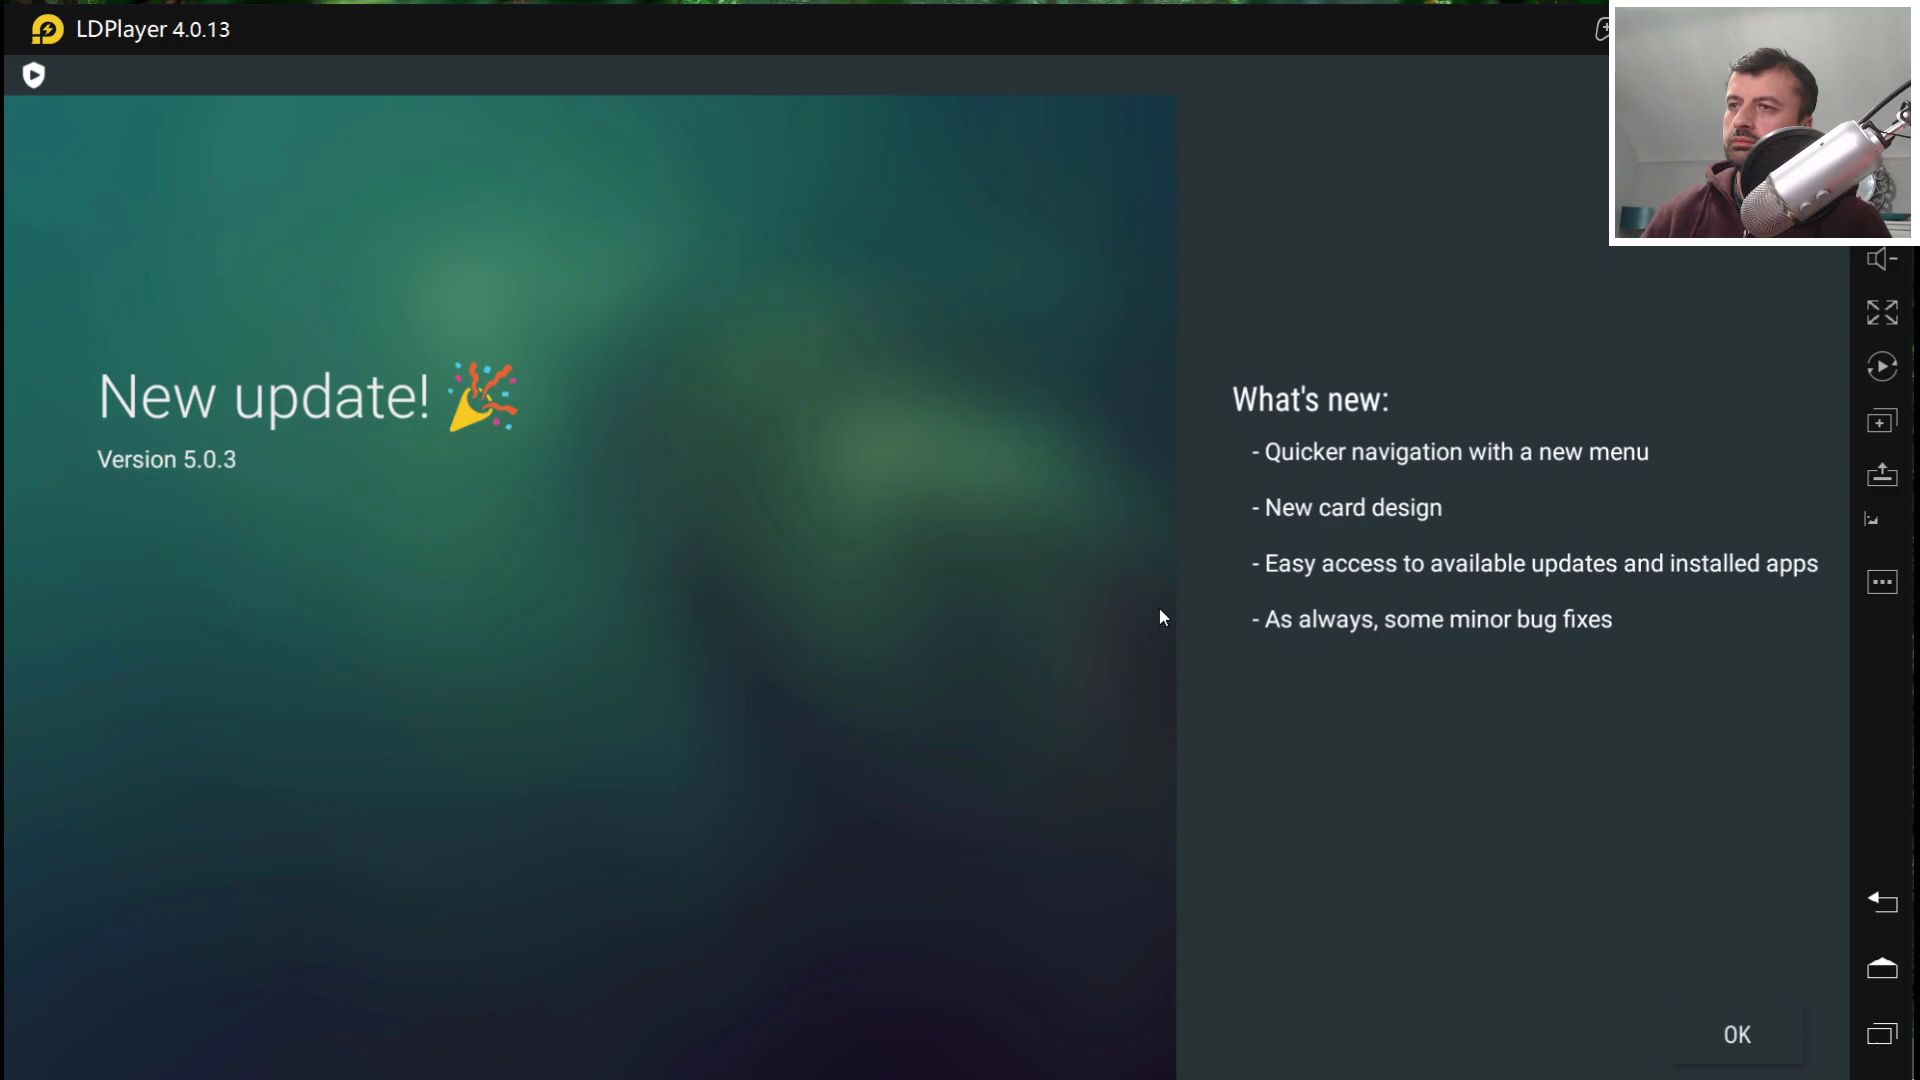 LDPlayer 4.0.13
New update!
Version 5.0.3
What's new:
- Quicker navigation with a new menu
- New card design
- Easy access to available updates and installed apps
- As always, some minor bug fixes
OK